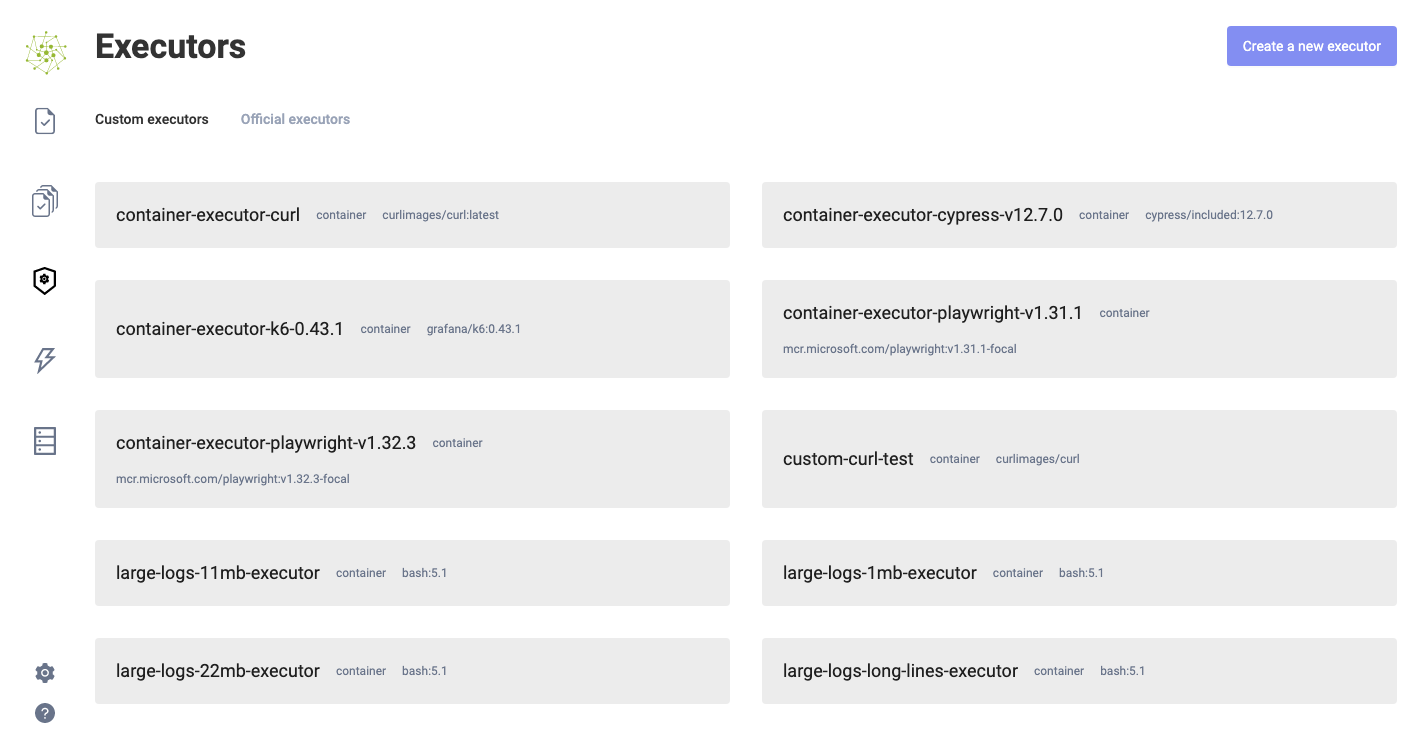 Executors
Create a new executor
Custom executors Official executors
container-executor-curl container curlimages/curl:latest
container-executor-cypress-v12.7.0 container cypress/included:12.7.0
container-executor-k6-0.43.1 container grafana/k6:0.43.1
container-executor-playwright-v1.31.1 container
mcr.microsoft.com/playwright:v1.31.1-focal
container-executor-playwright-v1.32.3 container
mcr.microsoft.com/playwright:v1.32.3-focal
custom-curl-test container curlimages/curl
large-logs-11mb-executor container bash:5.1
large-logs-1mb-executor container bash:5.1
large-logs-22mb-executor container bash:5.1
large-logs-long-lines-executor container bash:5.1